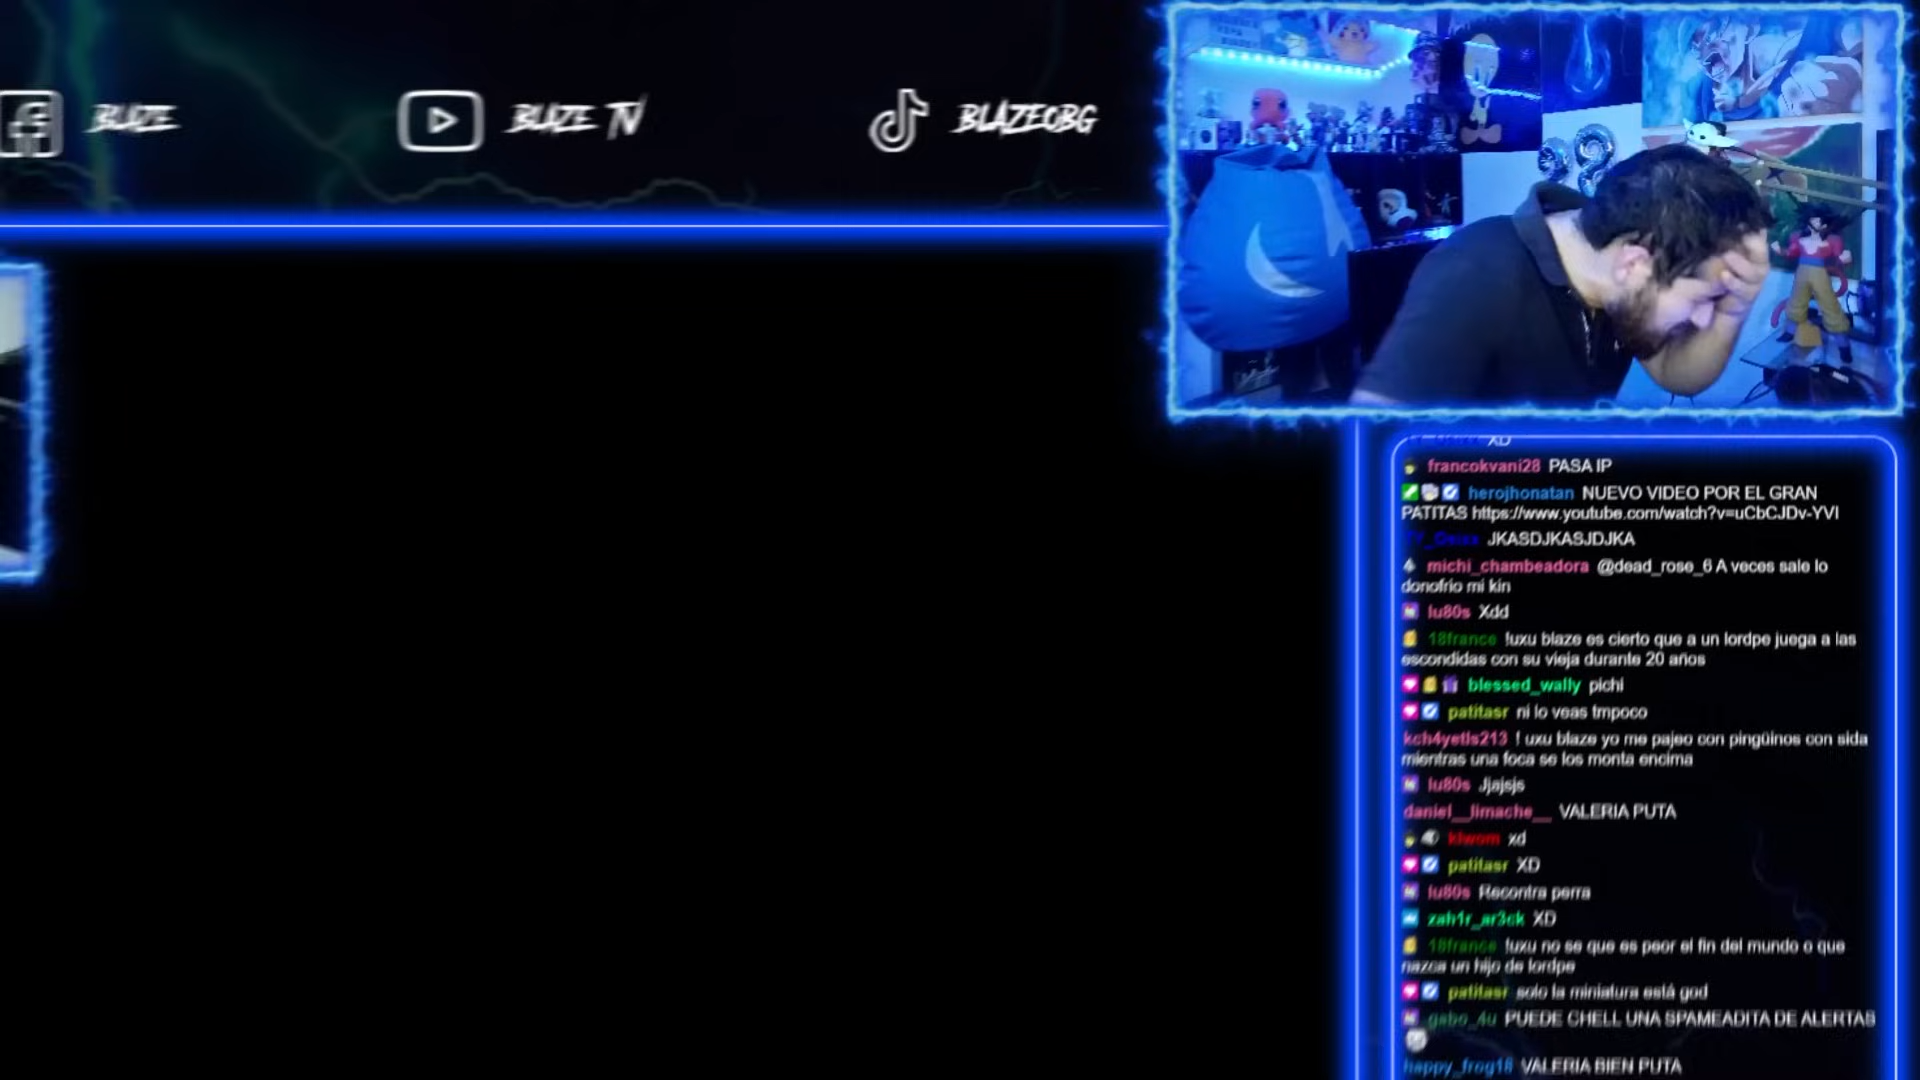 BLAZE
BLAZE TV
BLAZEOBG
XD
francokvani28 PASA IP
herojhonatan NUEVO VIDEO POR EL GRAN
PATITAS https://www.youtube.com/watch?v=uCbCJDv-YVI
JKASDJKASJDJKA
michi_chambeadora @dead_rose_6 A veces sale lo
donofrio mi kin
lu80s Xdd
18france !uxu blaze es cierto que a un lordpe juega a las
escondidas con su vieja durante 20 años
blessed_wally pichi
patitasr ni lo veas tmpoco
kch4yetls213 ! uxu blaze yo me pajeo con pingüinos con sida
mientras una foca se los monta encima
lu80s Jjajsjs
daniel__limache__ VALERIA PUTA
klwom xd
patitasr XD
lu80s Recontra perra
zah1r_ar3ck XD
18france !uxu no se que es peor el fin del mundo o que
nazca un hijo de lordpe
patitasr solo la miniatura está god
gabo_4u PUEDE CHELL UNA SPAMEADITA DE ALERTAS
happy_frog18 VALERIA BIEN PUTA